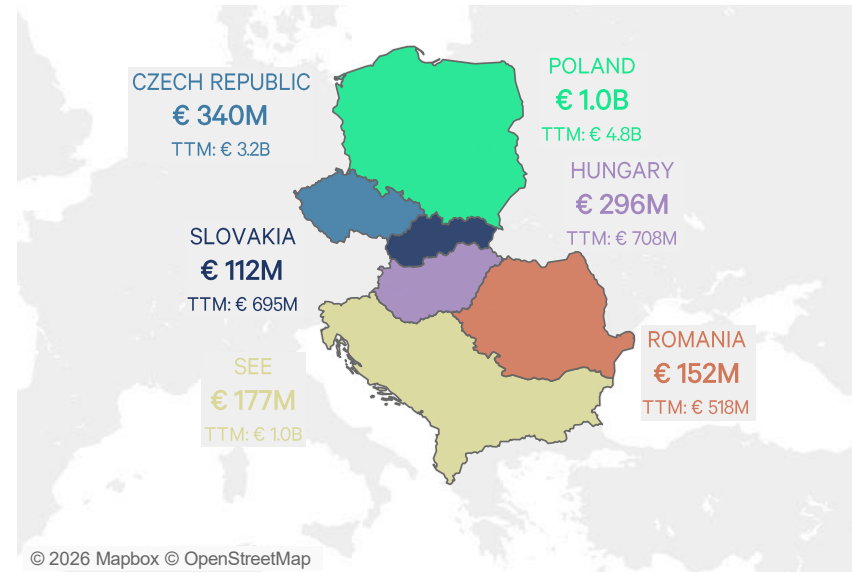 CZECH REPUBLIC
€ 340M
TTM: € 3.2B
POLAND
€ 1.0B
TTM: € 4.8B
HUNGARY
€ 296M
TTM: € 708M
SLOVAKIA
€ 112M
TTM: € 695M
ROMANIA
€ 152M
TTM: € 518M
SEE
€ 177M
TTM: € 1.0B
© 2026 Mapbox © OpenStreetMap